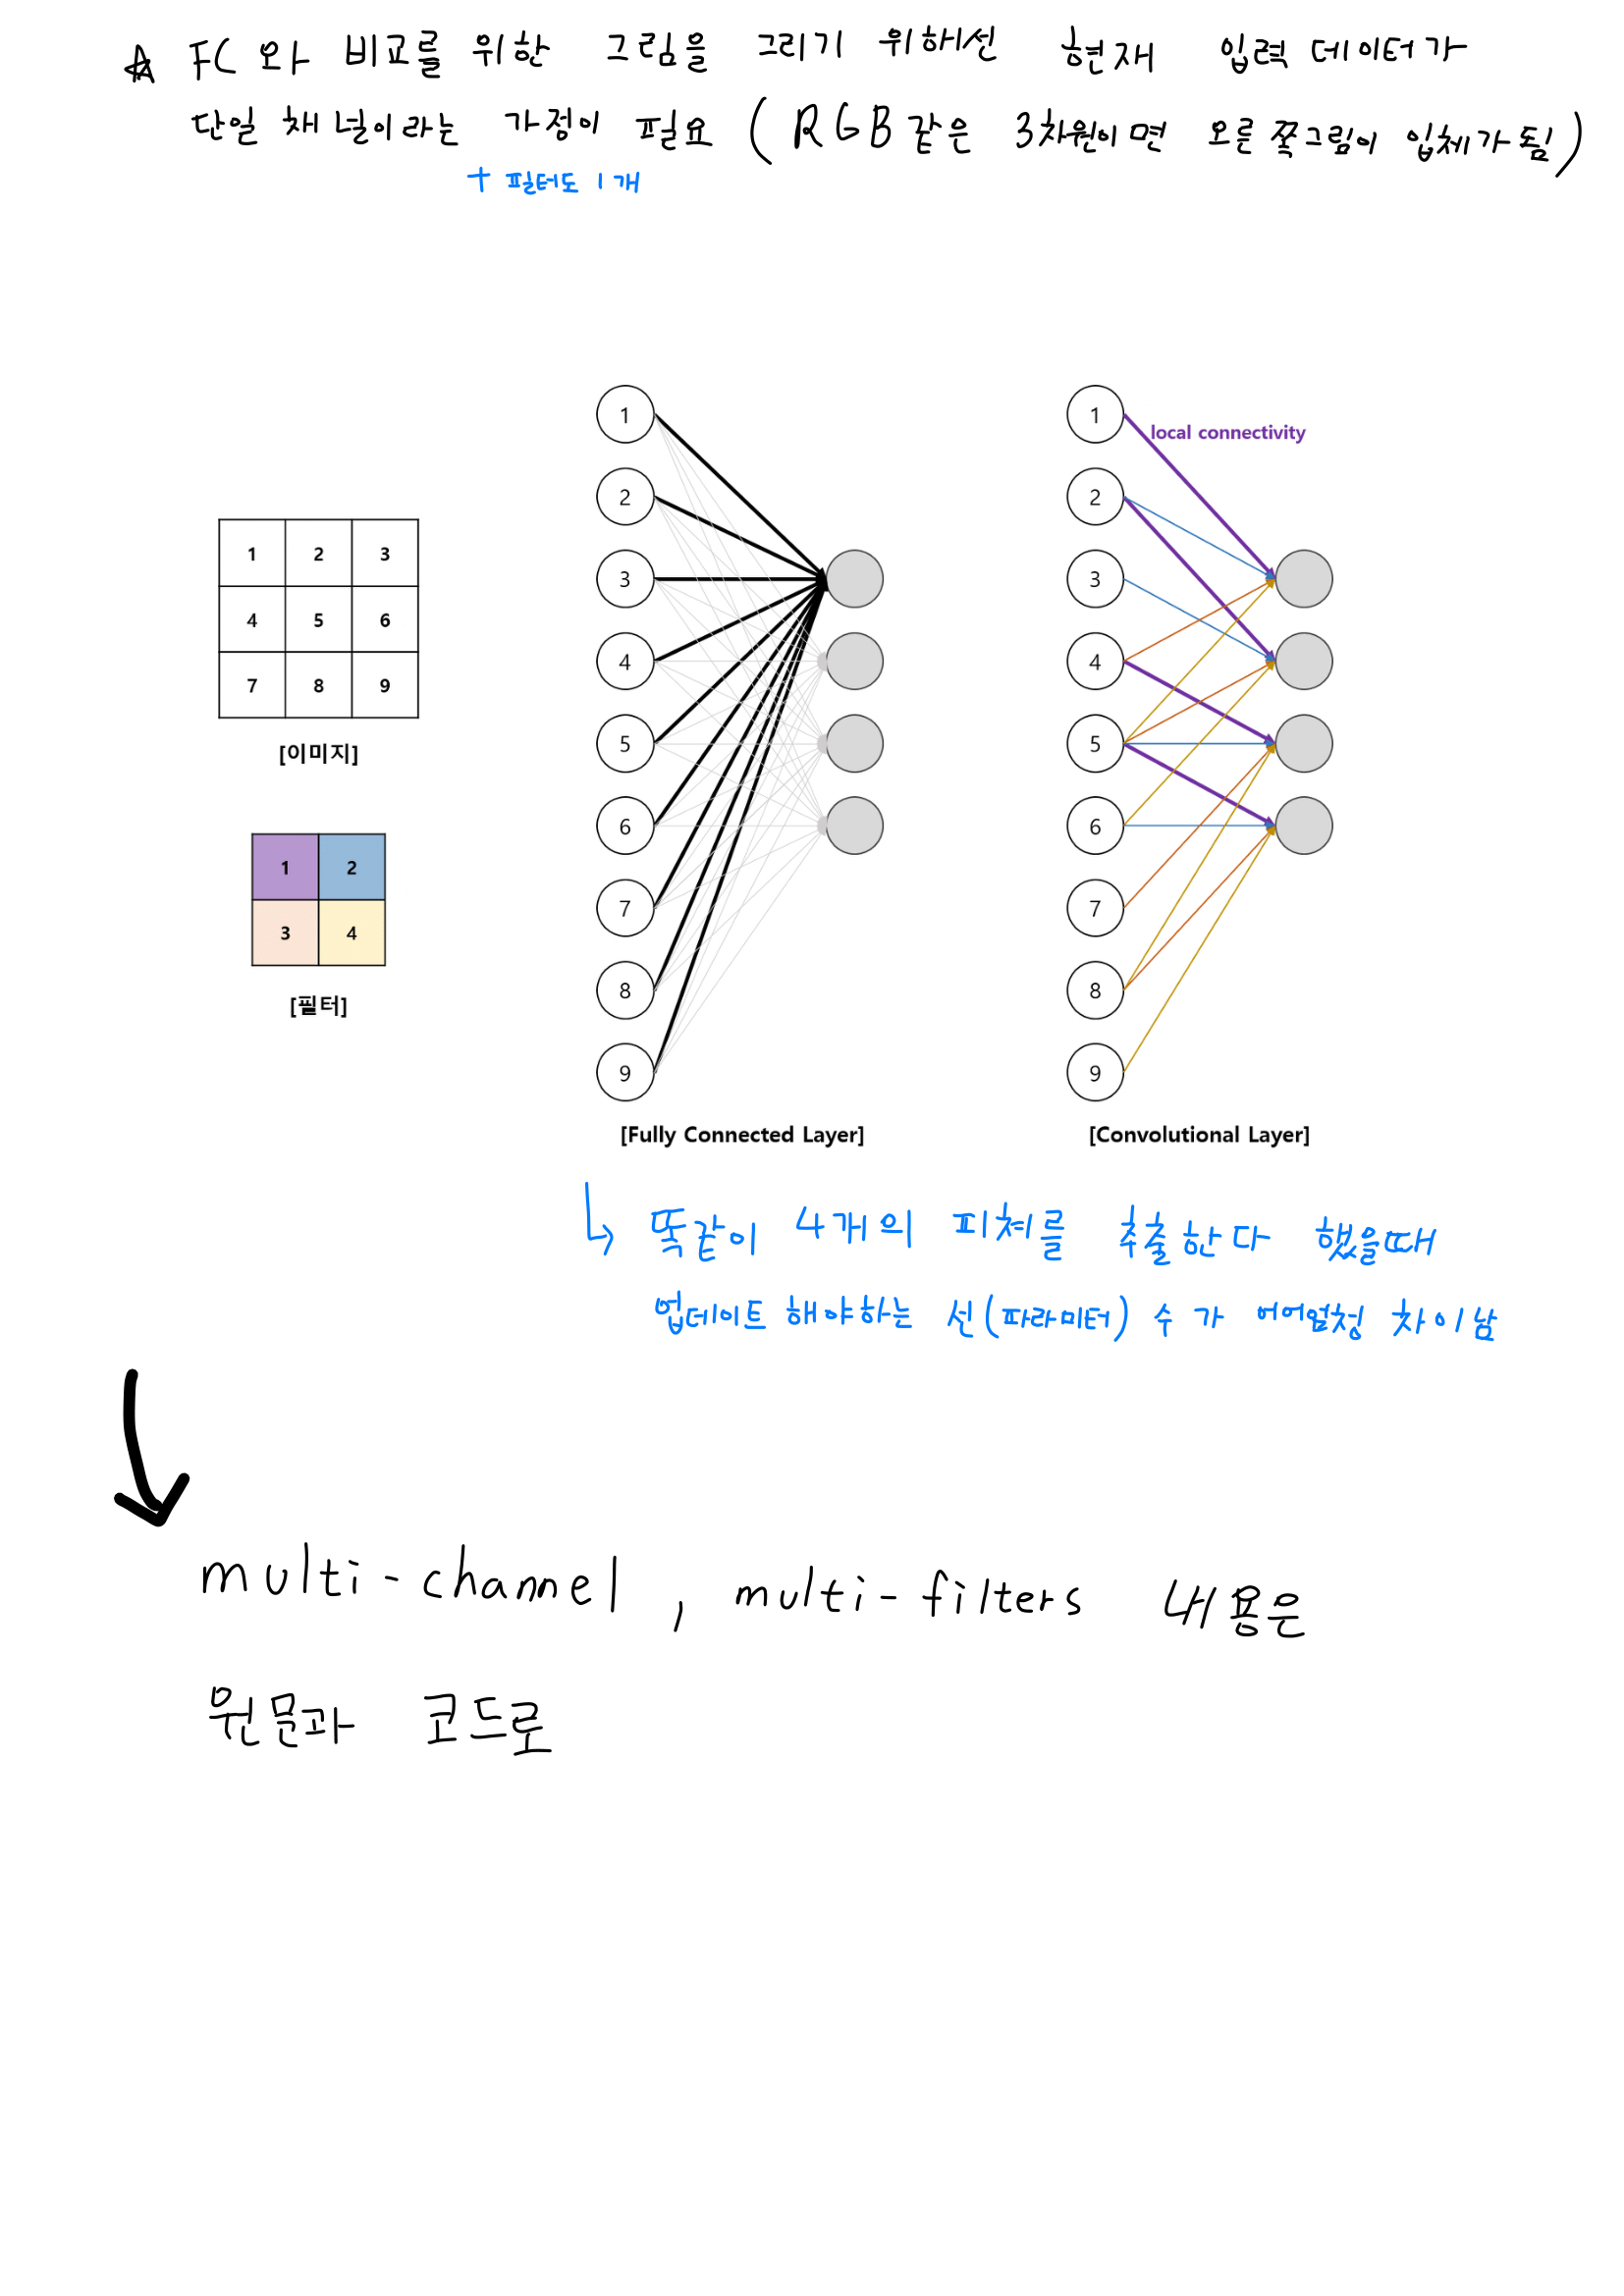 ☆ FC와 비교를 위한 그림을 그리기 위해선 현재 입력 데이터가
단일 채널이라는 가정이 필요 (RGB같은 3차원이면 오른쪽그림이 입체가 됨)
+ 필터도 1개
1 2 3
4 5 6
7 8 9
[이미지]
1 2
3 4
[필터]
1
2
3
4
5
6
7
8
9
[Fully Connected Layer]
local connectivity
1
2
3
4
5
6
7
8
9
[Convolutional Layer]
↳ 똑같이 4개의 피처를 추출한다 했을때
업데이트 해야하는 선(파라미터) 수가 어어엄청 차이남
multi-channel, multi-filters 내용은
원문과 코드로